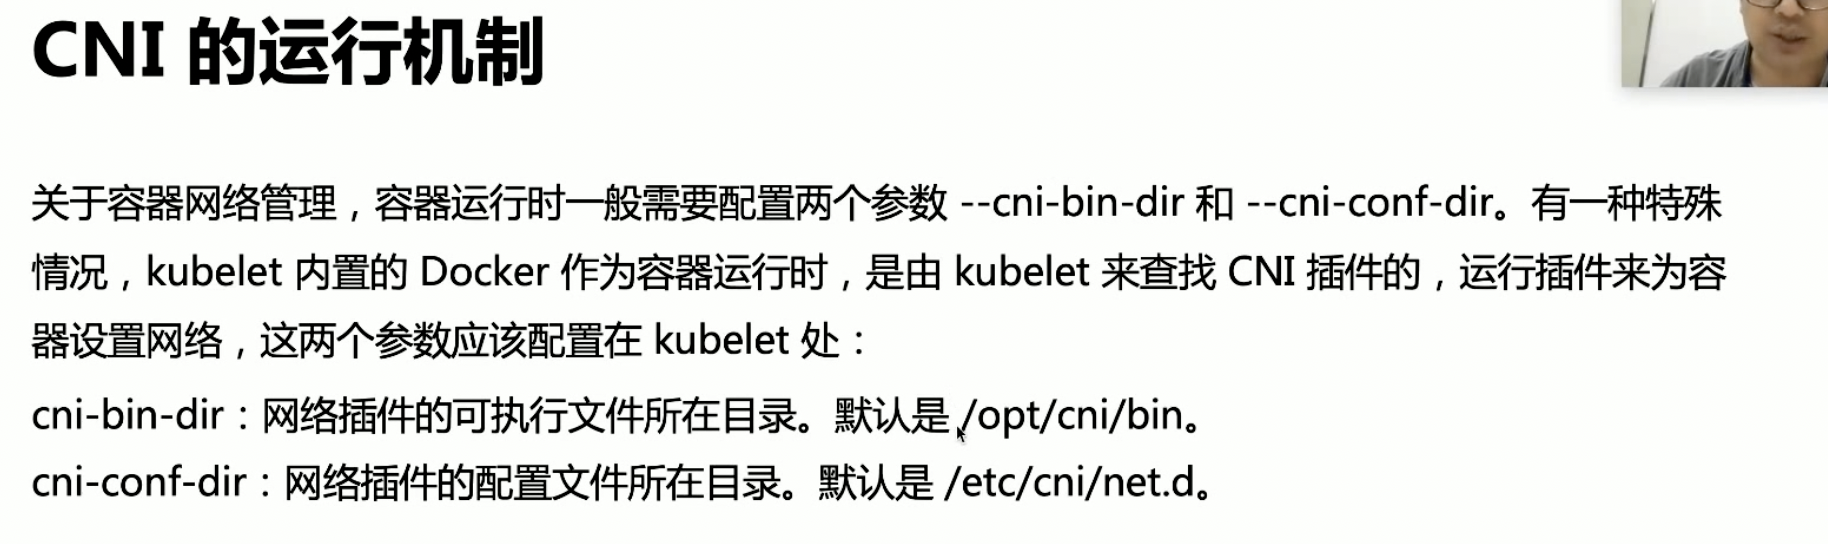 CNI 的运行机制
关于容器网络管理，容器运行时一般需要配置两个参数 --cni-bin-dir 和 --cni-conf-dir。有一种特殊
情况，kubelet 内置的 Docker 作为容器运行时，是由 kubelet 来查找 CNI 插件的，运行插件来为容
器设置网络，这两个参数应该配置在 kubelet 处：
cni-bin-dir：网络插件的可执行文件所在目录。默认是 /opt/cni/bin。
cni-conf-dir：网络插件的配置文件所在目录。默认是 /etc/cni/net.d。